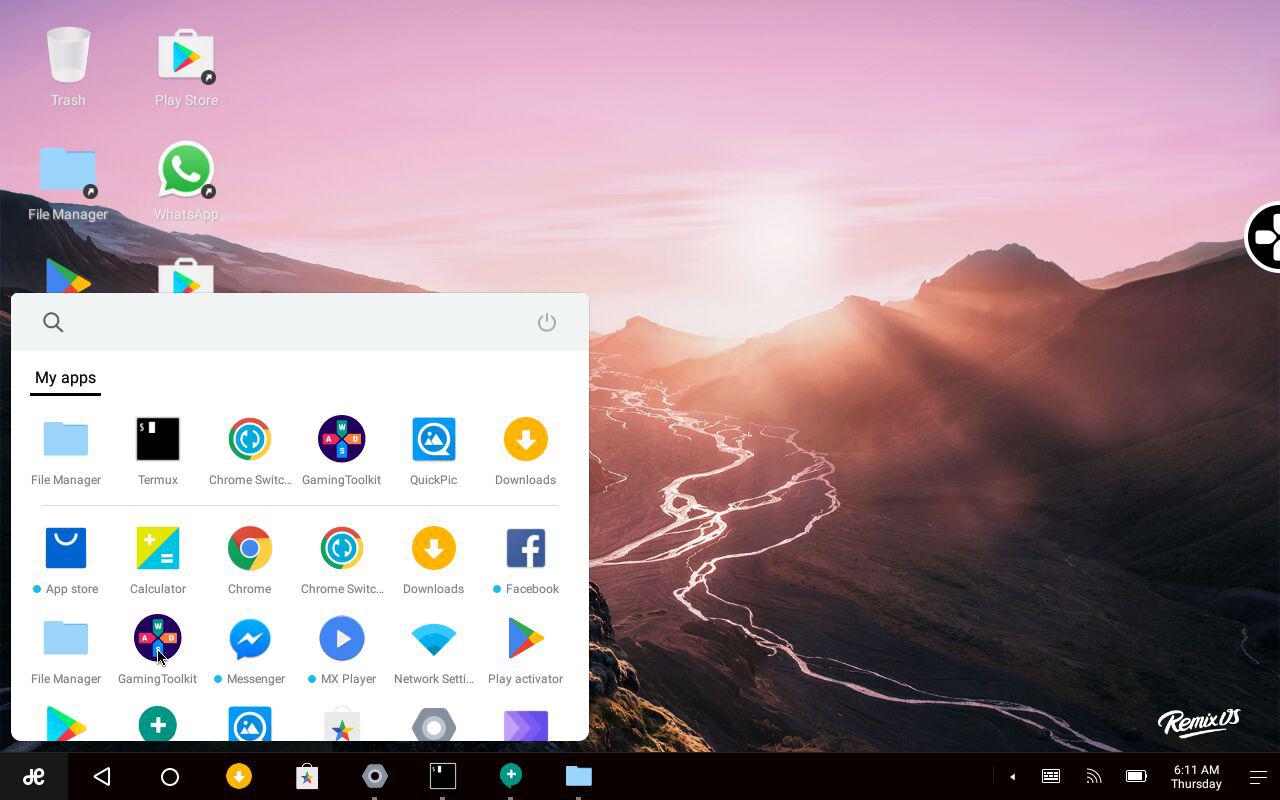 Trash
Play Store
File Manager
WhatsApp
My apps
$
W
A
D
S
File Manager
Termux
Chrome Switc...
GamingToolkit
QuickPic
Downloads
App store
Calculator
Chrome
Chrome Switc...
Downloads
Facebook
W
A
D
File Manager
GamingToolkit
Messenger
MX Player
Network Setti...
Play activator
Remix OS
$
6:11 AM
Thursday